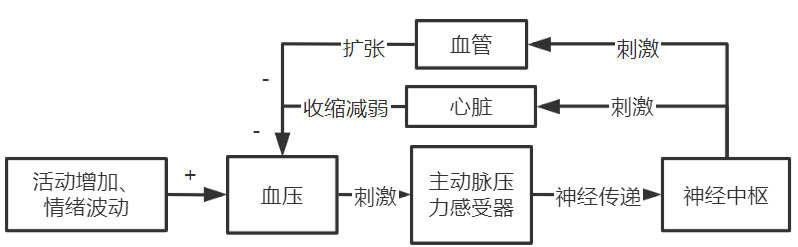 扩张
血管
刺激
-
收缩减弱
心脏
刺激
-
活动增加、
情绪波动
+
血压
刺激
主动脉压
力感受器
神经传递
神经中枢